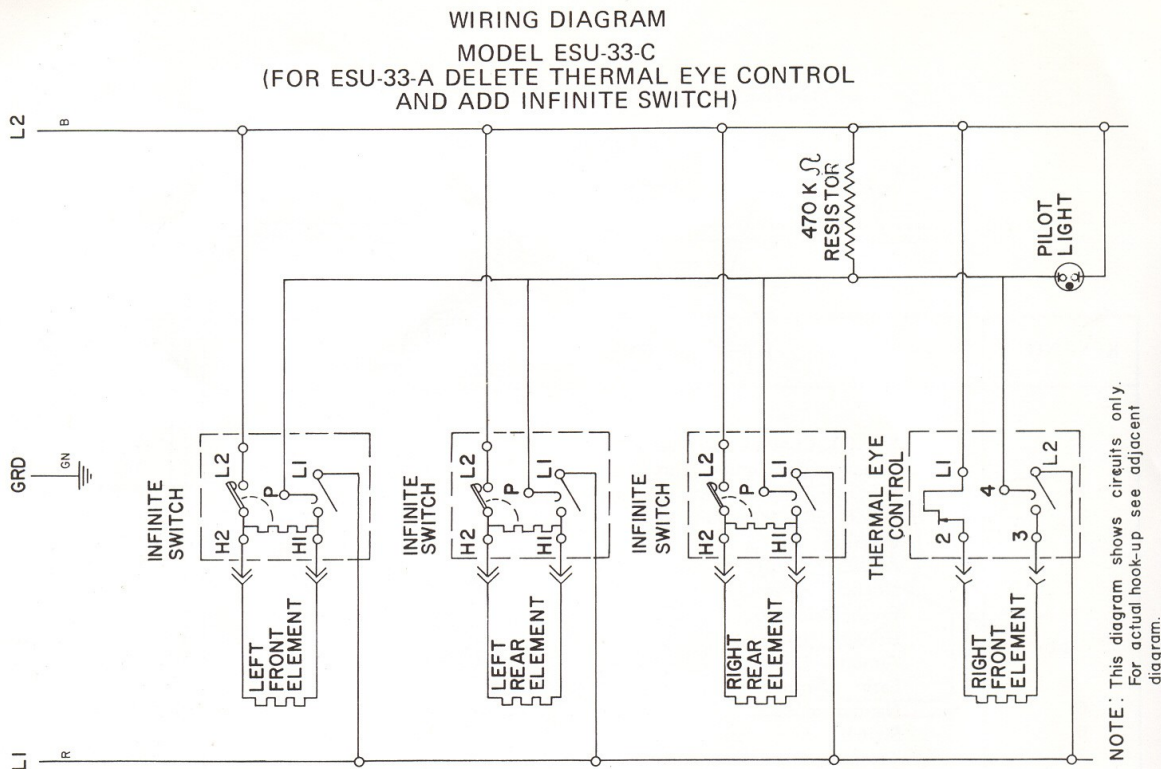 WIRING DIAGRAM
MODEL ESU-33-C
(FOR ESU-33-A DELETE THERMAL EYE CONTROL
AND ADD INFINITE SWITCH)
L2
B
470 K Ω
RESISTOR
PILOT
LIGHT
GRD
GN
INFINITE
SWITCH
L2
P
L1
H2
H1
INFINITE
SWITCH
L2
P
L1
H2
H1
INFINITE
SWITCH
L2
P
L1
H2
H1
THERMAL EYE
CONTROL
L1
4
L2
2
3
LEFT
FRONT
ELEMENT
LEFT
REAR
ELEMENT
RIGHT
REAR
ELEMENT
RIGHT
FRONT
ELEMENT
L1
R
NOTE: This diagram shows circuits only.
For actual hook-up see adjacent
diagram.